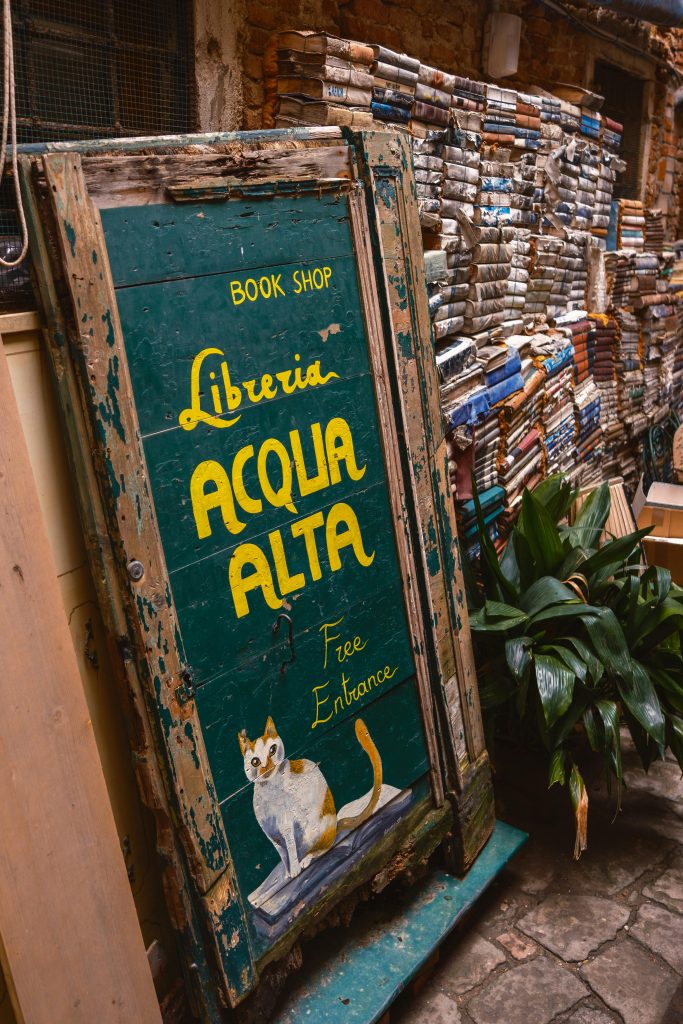 BOOK SHOP
Libreria
ACQUA
ALTA
Free
Entrance